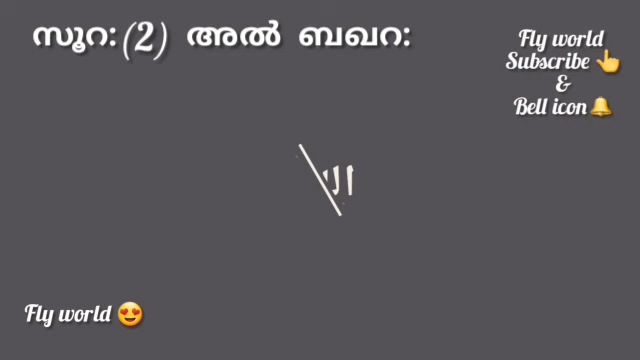 സൂറ:(2) അൽ ബഖറ:
Fly world
Subscribe 👆
&
Bell icon🔔
Fly world 😍